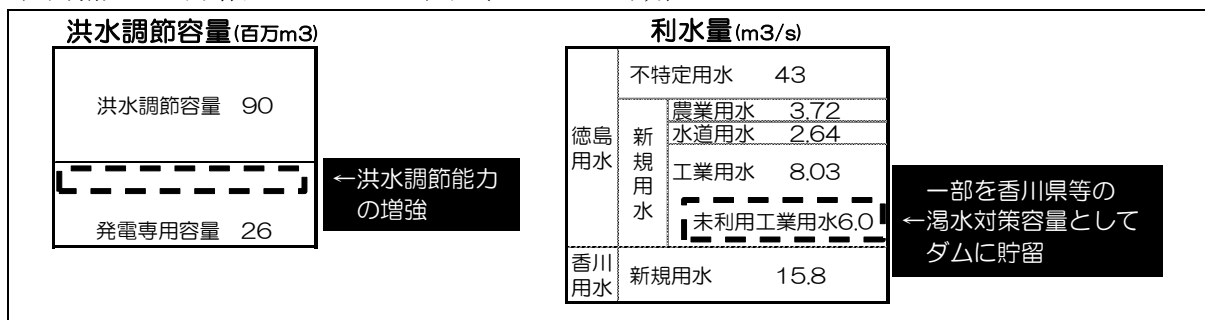 洪水調節容量(百万m3)
洪水調節容量 90
発電専用容量 26
←洪水調節能力
の増強
利水量(m3/s)
徳島
用水
不特定用水 43
新
規
用
水
農業用水 3.72
水道用水 2.64
工業用水 8.03
未利用工業用水6.0
香川
用水
新規用水 15.8
一部を香川県等の
←渇水対策容量として
ダムに貯留